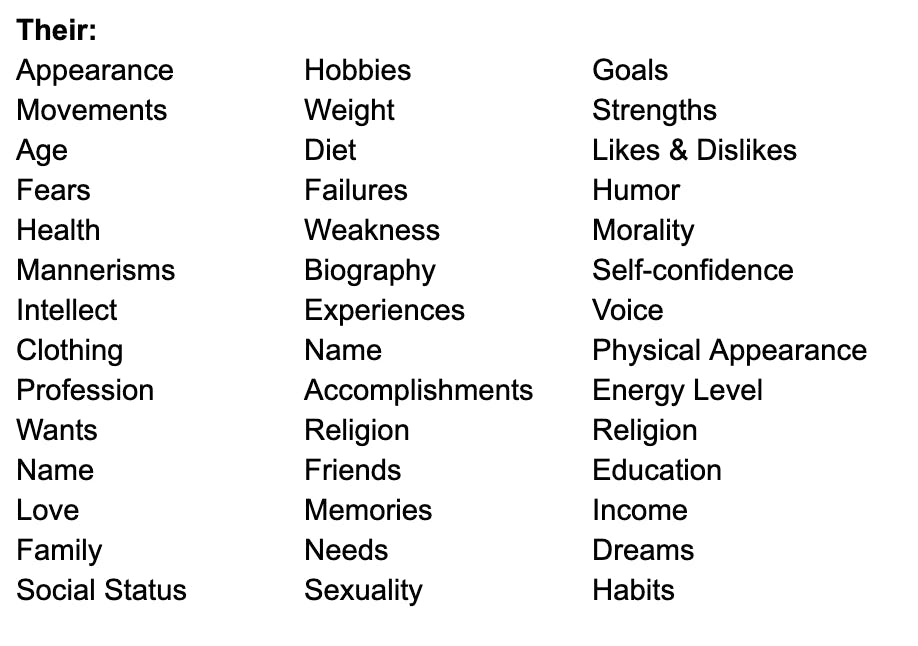 Their:
Appearance Hobbies Goals
Movements Weight Strengths
Age Diet Likes & Dislikes
Fears Failures Humor
Health Weakness Morality
Mannerisms Biography Self-confidence
Intellect Experiences Voice
Clothing Name Physical Appearance
Profession Accomplishments Energy Level
Wants Religion Religion
Name Friends Education
Love Memories Income
Family Needs Dreams
Social Status Sexuality Habits